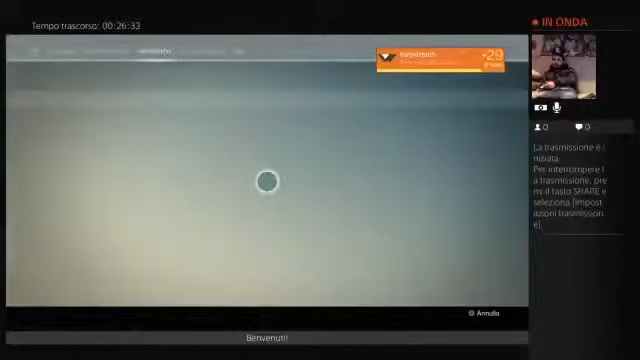 Tempo trascorso: 00:26:33
IN ONDA
+29
0
0
La trasmissione è i
niziata.
Per interrompere l
a trasmissione, pre
mi il tasto SHARE e
seleziona [Impost
azioni trasmission
e].
Annulla
Benvenuti!